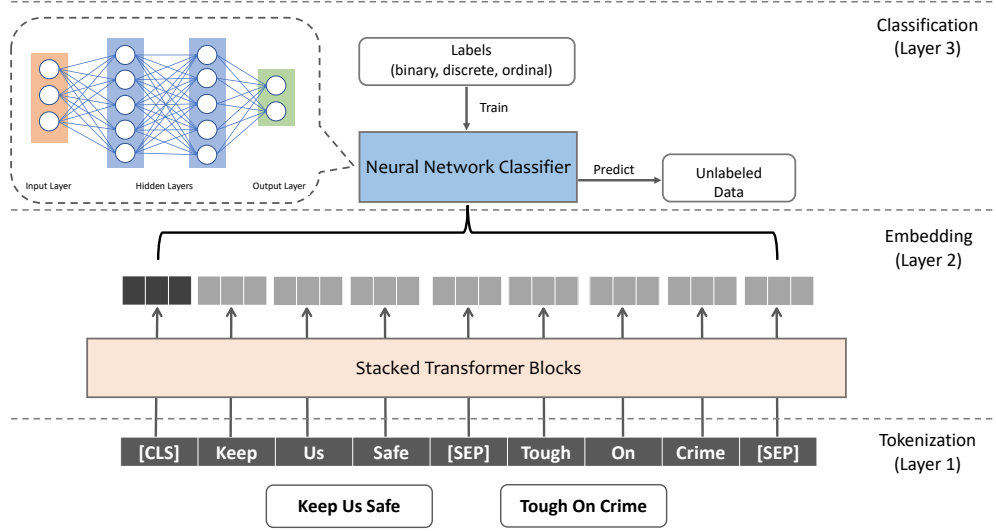 Classification
(Layer 3)
Labels
(binary, discrete, ordinal)
Train
Neural Network Classifier
Predict
Unlabeled
Data
Input Layer
Hidden Layers
Output Layer
Embedding
(Layer 2)
Stacked Transformer Blocks
[CLS] Keep Us Safe [SEP] Tough On Crime [SEP]
Tokenization
(Layer 1)
Keep Us Safe
Tough On Crime